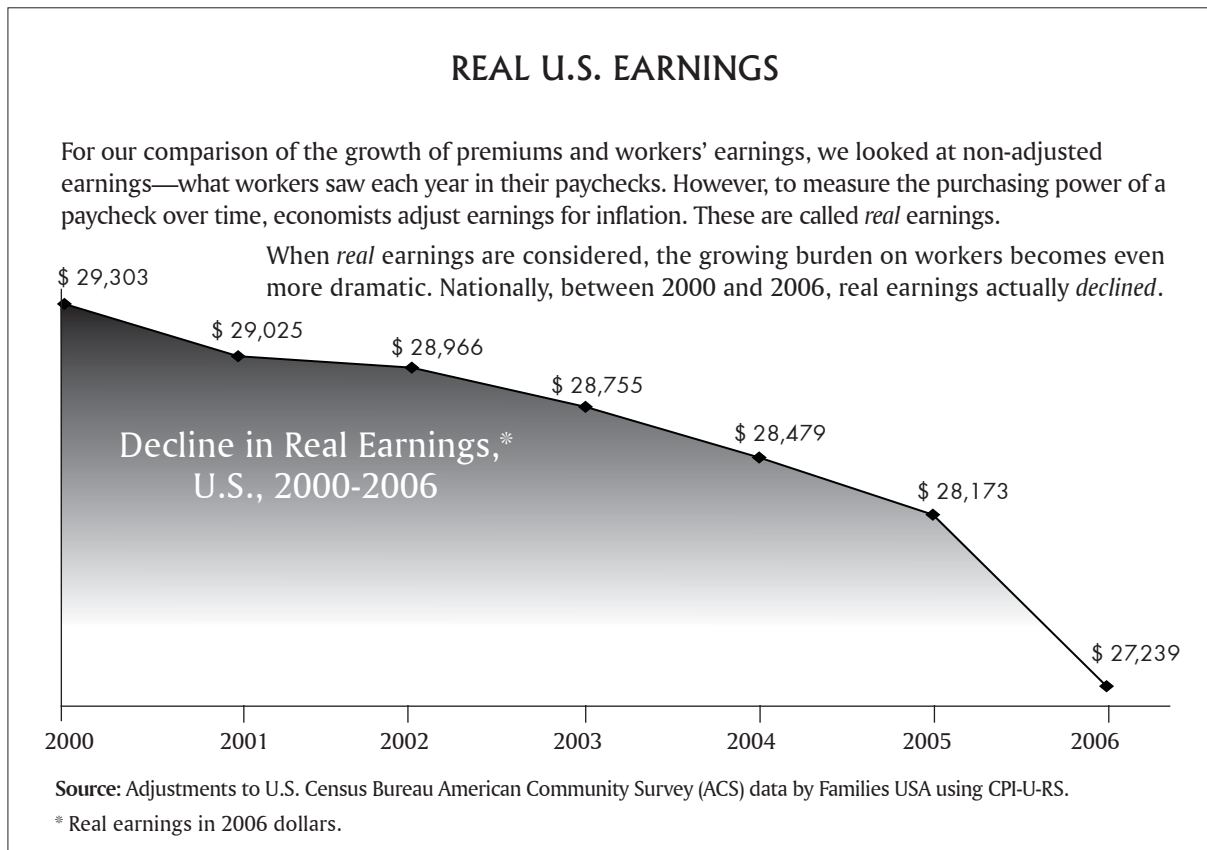 REAL U.S. EARNINGS
For our comparison of the growth of premiums and workers’ earnings, we looked at non-adjusted
earnings—what workers saw each year in their paychecks. However, to measure the purchasing power of a
paycheck over time, economists adjust earnings for inflation. These are called real earnings.
When real earnings are considered, the growing burden on workers becomes even
more dramatic. Nationally, between 2000 and 2006, real earnings actually declined.
$ 29,303
$ 29,025
$ 28,966
$ 28,755
$ 28,479
$ 28,173
$ 27,239
Decline in Real Earnings,*
U.S., 2000-2006
2000 2001 2002 2003 2004 2005 2006
Source: Adjustments to U.S. Census Bureau American Community Survey (ACS) data by Families USA using CPI-U-RS.
* Real earnings in 2006 dollars.